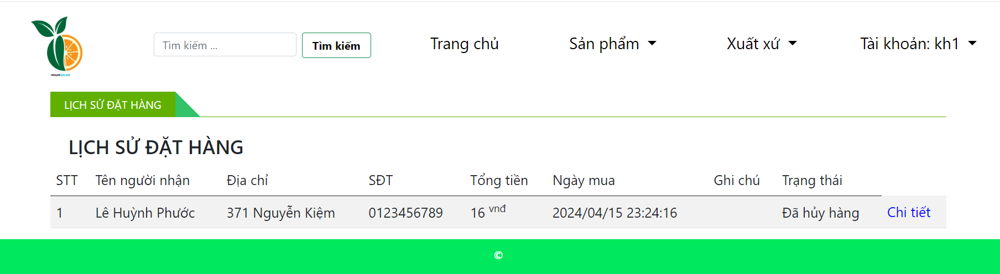 NHAINONLINE
Tìm kiếm ... Tìm kiếm Trang chủ Sản phẩm Xuất xứ Tài khoản: kh1
LỊCH SỬ ĐẶT HÀNG
LỊCH SỬ ĐẶT HÀNG
STT Tên người nhận Địa chỉ SĐT Tổng tiền Ngày mua Ghi chú Trạng thái
1 Lê Huỳnh Phước 371 Nguyễn Kiệm 0123456789 16 vnđ 2024/04/15 23:24:16 Đã hủy hàng Chi tiết
©